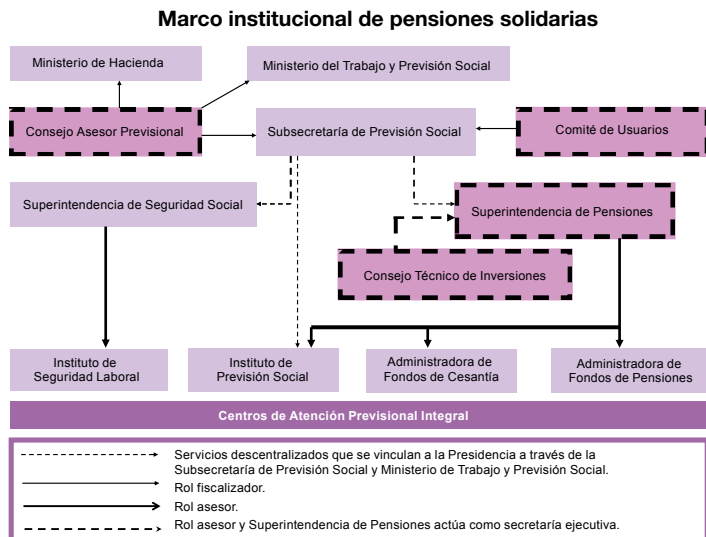 Marco institucional de pensiones solidarias
Ministerio de Hacienda
Ministerio del Trabajo y Previsión Social
Consejo Asesor Previsional
Subsecretaría de Previsión Social
Comité de Usuarios
Superintendencia de Seguridad Social
Superintendencia de Pensiones
Consejo Técnico de Inversiones
Instituto de
Seguridad Laboral
Instituto de
Previsión Social
Administradora de
Fondos de Cesantía
Administradora de
Fondos de Pensiones
Centros de Atención Previsional Integral
Servicios descentralizados que se vinculan a la Presidencia a través de la
Subsecretaría de Previsión Social y Ministerio de Trabajo y Previsión Social.
Rol fiscalizador.
Rol asesor.
Rol asesor y Superintendencia de Pensiones actúa como secretaría ejecutiva.